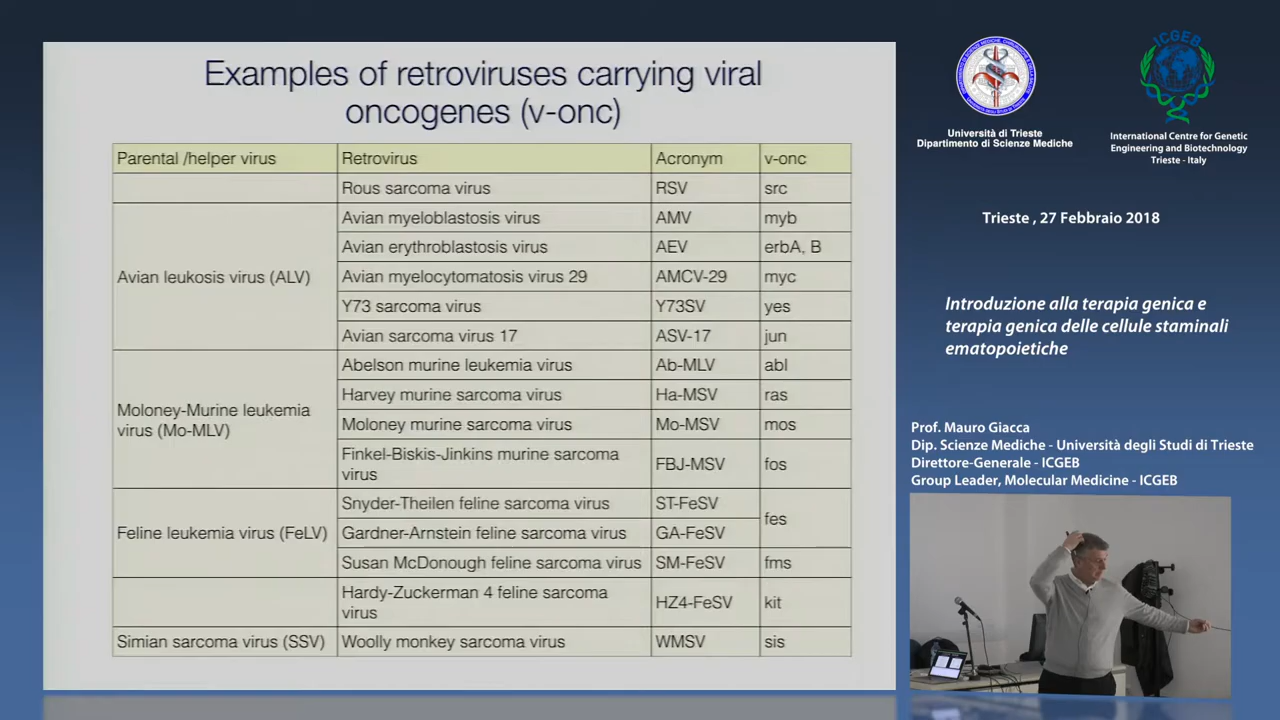 Examples of retroviruses carrying viral
oncogenes (v-onc)
Parental /helper virus Retrovirus Acronym v-onc
Rous sarcoma virus RSV src
Avian leukosis virus (ALV)
Avian myeloblastosis virus AMV myb
Avian erythroblastosis virus AEV erbA, B
Avian myelocytomatosis virus 29 AMCV-29 myc
Y73 sarcoma virus Y73SV yes
Avian sarcoma virus 17 ASV-17 jun
Moloney-Murine leukemia
virus (Mo-MLV)
Abelson murine leukemia virus Ab-MLV abl
Harvey murine sarcoma virus Ha-MSV ras
Moloney murine sarcoma virus Mo-MSV mos
Finkel-Biskis-Jinkins murine sarcoma
virus FBJ-MSV fos
Feline leukemia virus (FeLV)
Snyder-Theilen feline sarcoma virus ST-FeSV fes
Gardner-Arnstein feline sarcoma virus GA-FeSV
Susan McDonough feline sarcoma virus SM-FeSV fms
Hardy-Zuckerman 4 feline sarcoma
virus HZ4-FeSV kit
Simian sarcoma virus (SSV) Woolly monkey sarcoma virus WMSV sis
Università di Trieste
Dipartimento di Scienze Mediche
ICGEB
International Centre for Genetic
Engineering and Biotechnology
Trieste - Italy
Trieste , 27 Febbraio 2018
Introduzione alla terapia genica e
terapia genica delle cellule staminali
ematopoietiche
Prof. Mauro Giacca
Dip. Scienze Mediche - Università degli Studi di Trieste
Direttore-Generale - ICGEB
Group Leader, Molecular Medicine - ICGEB